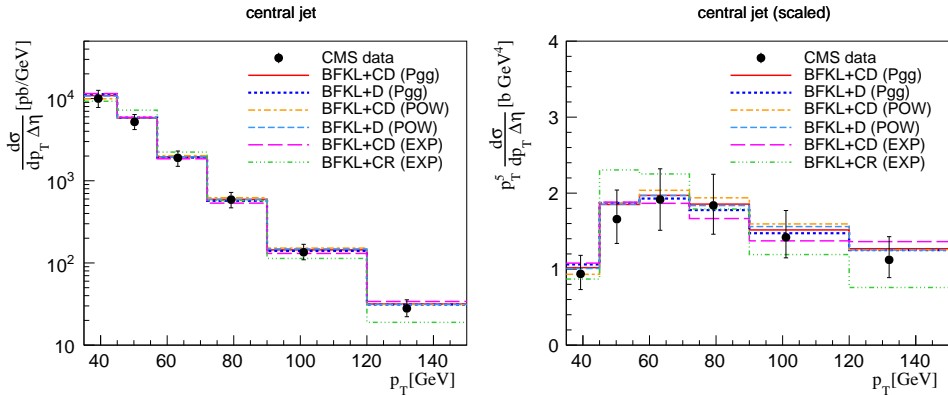 central jet
dσ
dp_T Δη [pb/GeV]
10^4
10^3
10^2
10
CMS data
BFKL+CD (Pgg)
BFKL+D (Pgg)
BFKL+CD (POW)
BFKL+D (POW)
BFKL+CD (EXP)
BFKL+CR (EXP)
40 60 80 100 120 140
p_T[GeV]
central jet (scaled)
p_T^5 dσ
dp_T Δη [b GeV^4]
4
3
2
1
0
CMS data
BFKL+CD (Pgg)
BFKL+D (Pgg)
BFKL+CD (POW)
BFKL+D (POW)
BFKL+CD (EXP)
BFKL+CR (EXP)
40 60 80 100 120 140
p_T[GeV]